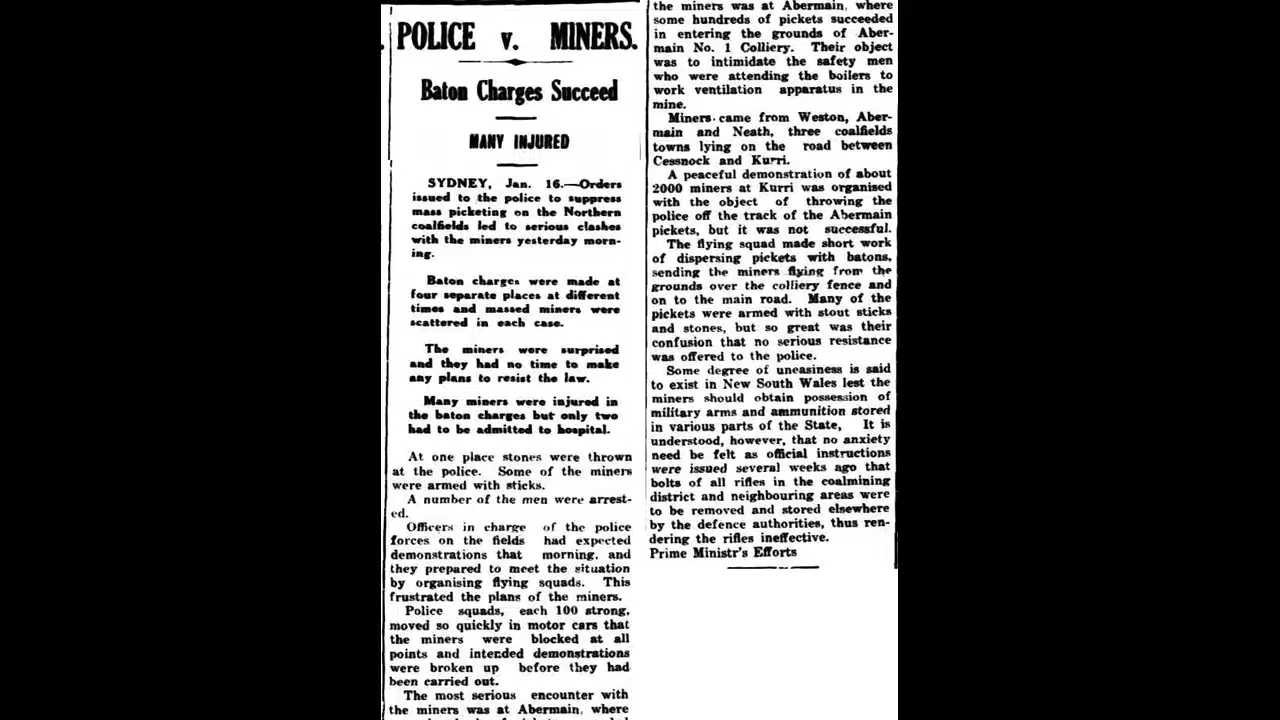 POLICE v. MINERS.
Baton Charges Succeed
MANY INJURED
SYDNEY, Jan. 16.—Orders
issued to the police to suppress
mass picketing on the Northern
coalfields led to serious clashes
with the miners yesterday morn-
ing.
Baton charges were made at
four separate places at different
times and massed miners were
scattered in each case.
The miners were surprised
and they had no time to make
any plans to resist the law.
Many miners were injured in
the baton charges but only two
had to be admitted to hospital.
At one place stones were thrown
at the police. Some of the miners
were armed with sticks.
A number of the men were arrest-
ed.
Officers in charge of the police
forces on the fields had expected
demonstrations that morning, and
they prepared to meet the situation
by organising flying squads. This
frustrated the plans of the miners.
Police squads, each 100 strong,
moved so quickly in motor cars that
the miners were blocked at all
points and intended demonstrations
were broken up before they had
been carried out.
The most serious encounter with
the miners was at Abermain, where
the miners was at Abermain, where
some hundreds of pickets succeeded
in entering the grounds of Aber-
main No. 1 Colliery. Their object
was to intimidate the safety men
who were attending the boilers to
work ventilation apparatus in the
mine.
Miners came from Weston, Aber-
main and Neath, three coalfields
towns lying on the road between
Cessnock and Kurri.
A peaceful demonstration of about
2000 miners at Kurri was organised
with the object of throwing the
police off the track of the Abermain
pickets, but it was not successful.
The flying squad made short work
of dispersing pickets with batons,
sending the miners flying from the
grounds over the colliery fence and
on to the main road. Many of the
pickets were armed with stout sticks
and stones, but so great was their
confusion that no serious resistance
was offered to the police.
Some degree of uneasiness is said
to exist in New South Wales lest the
miners should obtain possession of
military arms and ammunition stored
in various parts of the State, It is
understood, however, that no anxiety
need be felt as official instructions
were issued several weeks ago that
bolts of all rifles in the coalmining
district and neighbouring areas were
to be removed and stored elsewhere
by the defence authorities, thus ren-
dering the rifles ineffective.
Prime Ministr's Efforts